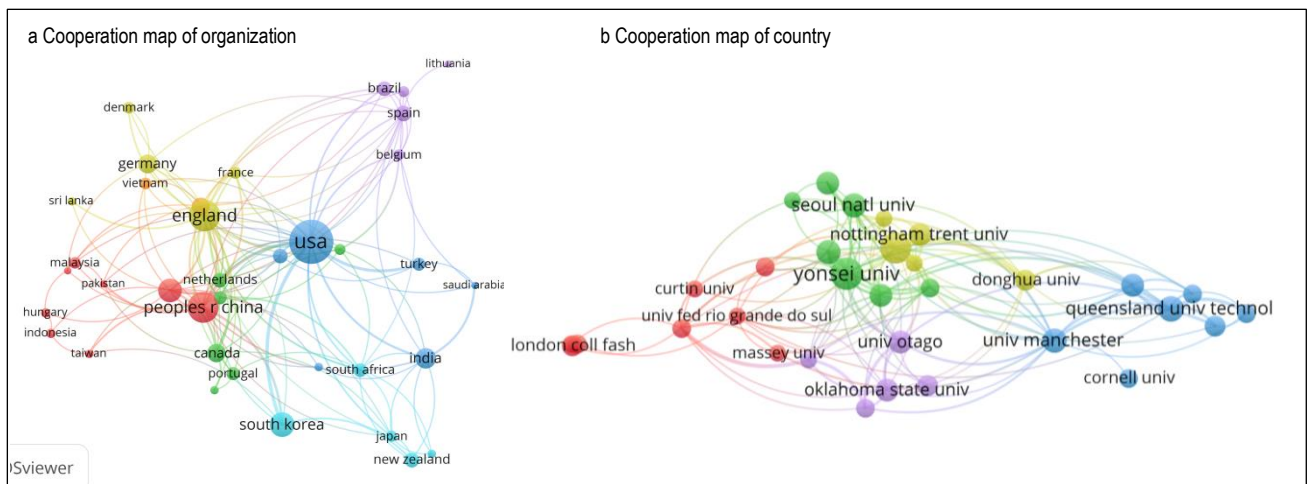 a Cooperation map of organization
b Cooperation map of country
lithuania
brazil
spain
denmark
belgium
germany
france
vietnam
sri lanka
england
usa
malaysia
turkey
pakistan
netherlands
saudi arabia
hungary
peoples r china
indonesia
taiwan
canada
india
portugal
south africa
south korea
japan
new zealand
OSviewer
seoul natl univ
nottingham trent univ
yonsei univ
donghua univ
curtin univ
univ fed rio grande do sul
queensland univ technol
london coll fash
massey univ
univ otago
univ manchester
cornell univ
oklahoma state univ